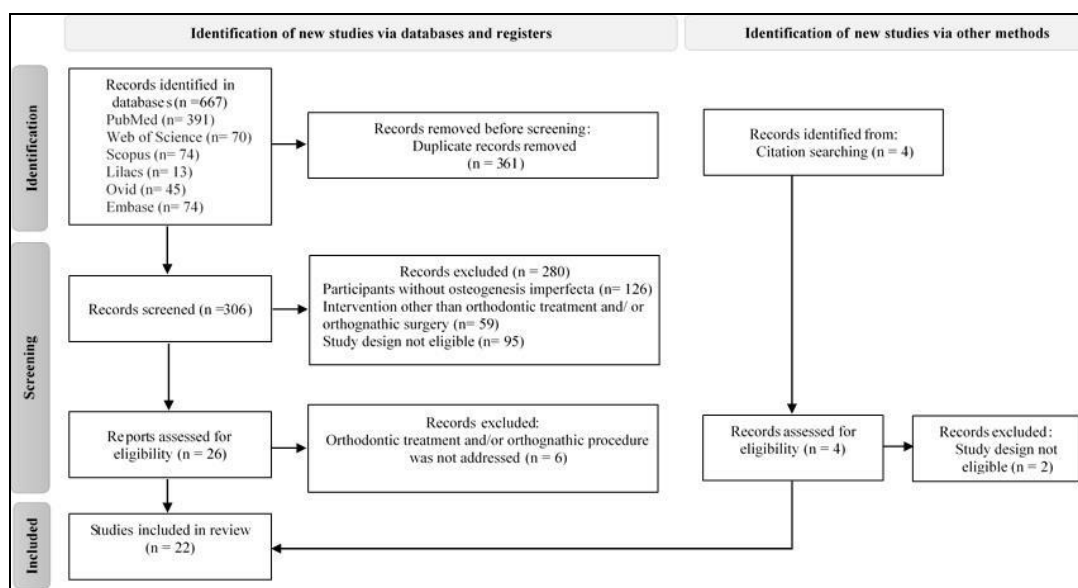 Identification of new studies via databases and registers
Identification of new studies via other methods
Identification
Records identified in
databases (n =667)
PubMed (n= 391)
Web of Science (n= 70)
Scopus (n= 74)
Lilacs (n= 13)
Ovid (n= 45)
Embase (n= 74)
Records removed before screening:
Duplicate records removed
(n = 361)
Records identified from:
Citation searching (n = 4)
Screening
Records screened (n =306)
Records excluded (n = 280)
Participants without osteogenesis imperfecta (n= 126)
Intervention other than orthodontic treatment and/ or
orthognathic surgery (n= 59)
Study design not eligible (n= 95)
Reports assessed for
eligibility (n = 26)
Records excluded:
Orthodontic treatment and/or orthognathic procedure
was not addressed (n = 6)
Records assessed for
eligibility (n = 4)
Records excluded:
Study design not
eligible (n = 2)
Included
Studies included in review
(n = 22)